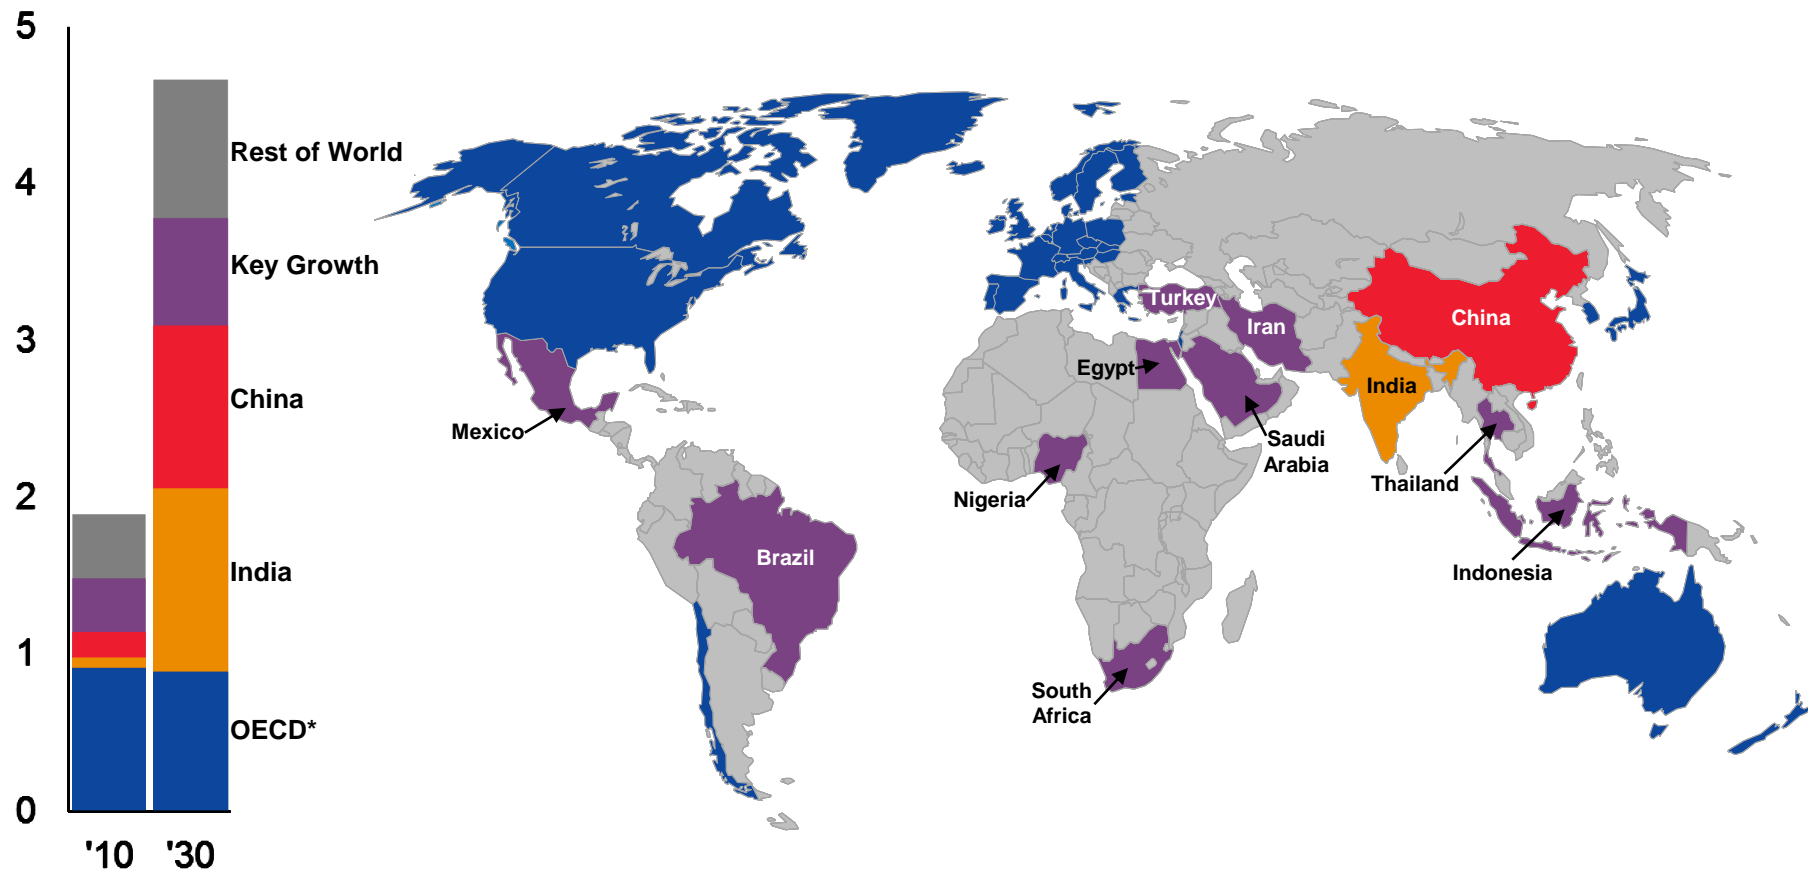 5
4
3
2
1
0
'10
'30
Rest of World
Key Growth
China
India
OECD*
Mexico
Brazil
Turkey
Iran
Egypt
Saudi
Arabia
Nigeria
South
Africa
China
India
Thailand
Indonesia